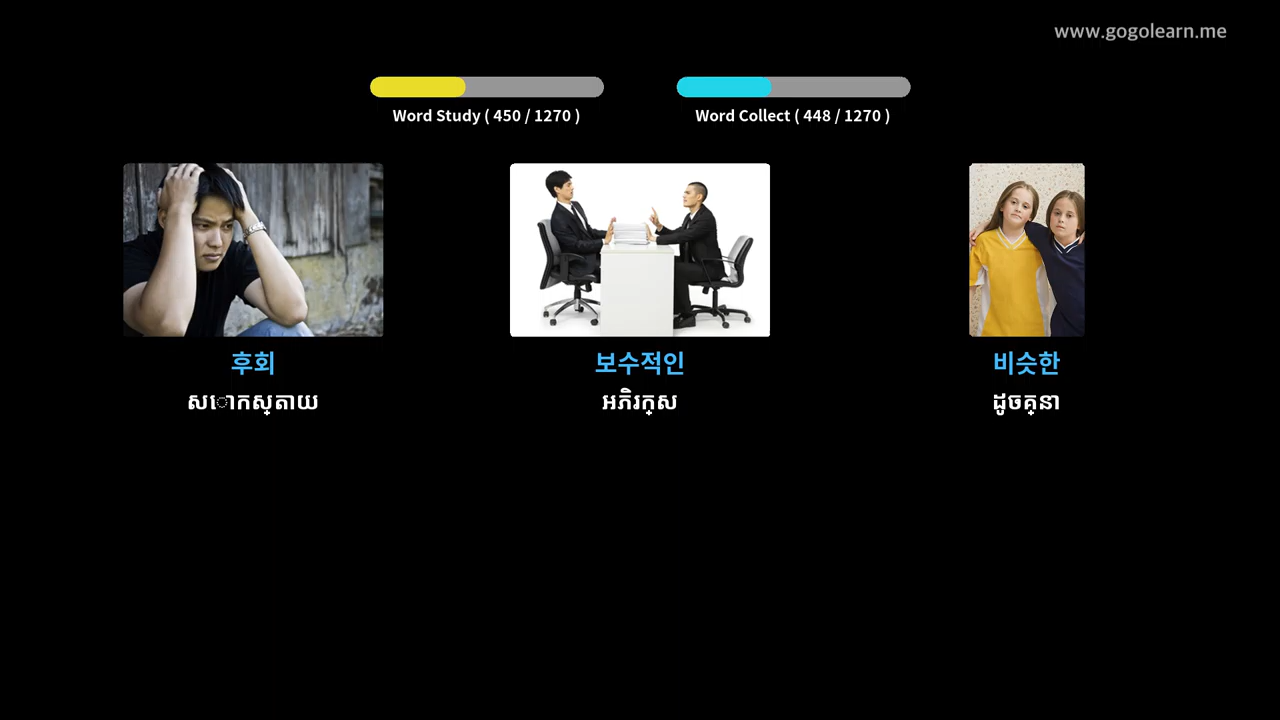 www.gogolearn.me
Word Study ( 450 / 1270 )
Word Collect ( 448 / 1270 )
후회
보수적인
비슷한
សោកស្តាយ
អភិរក្ស
ដូចគ្នា